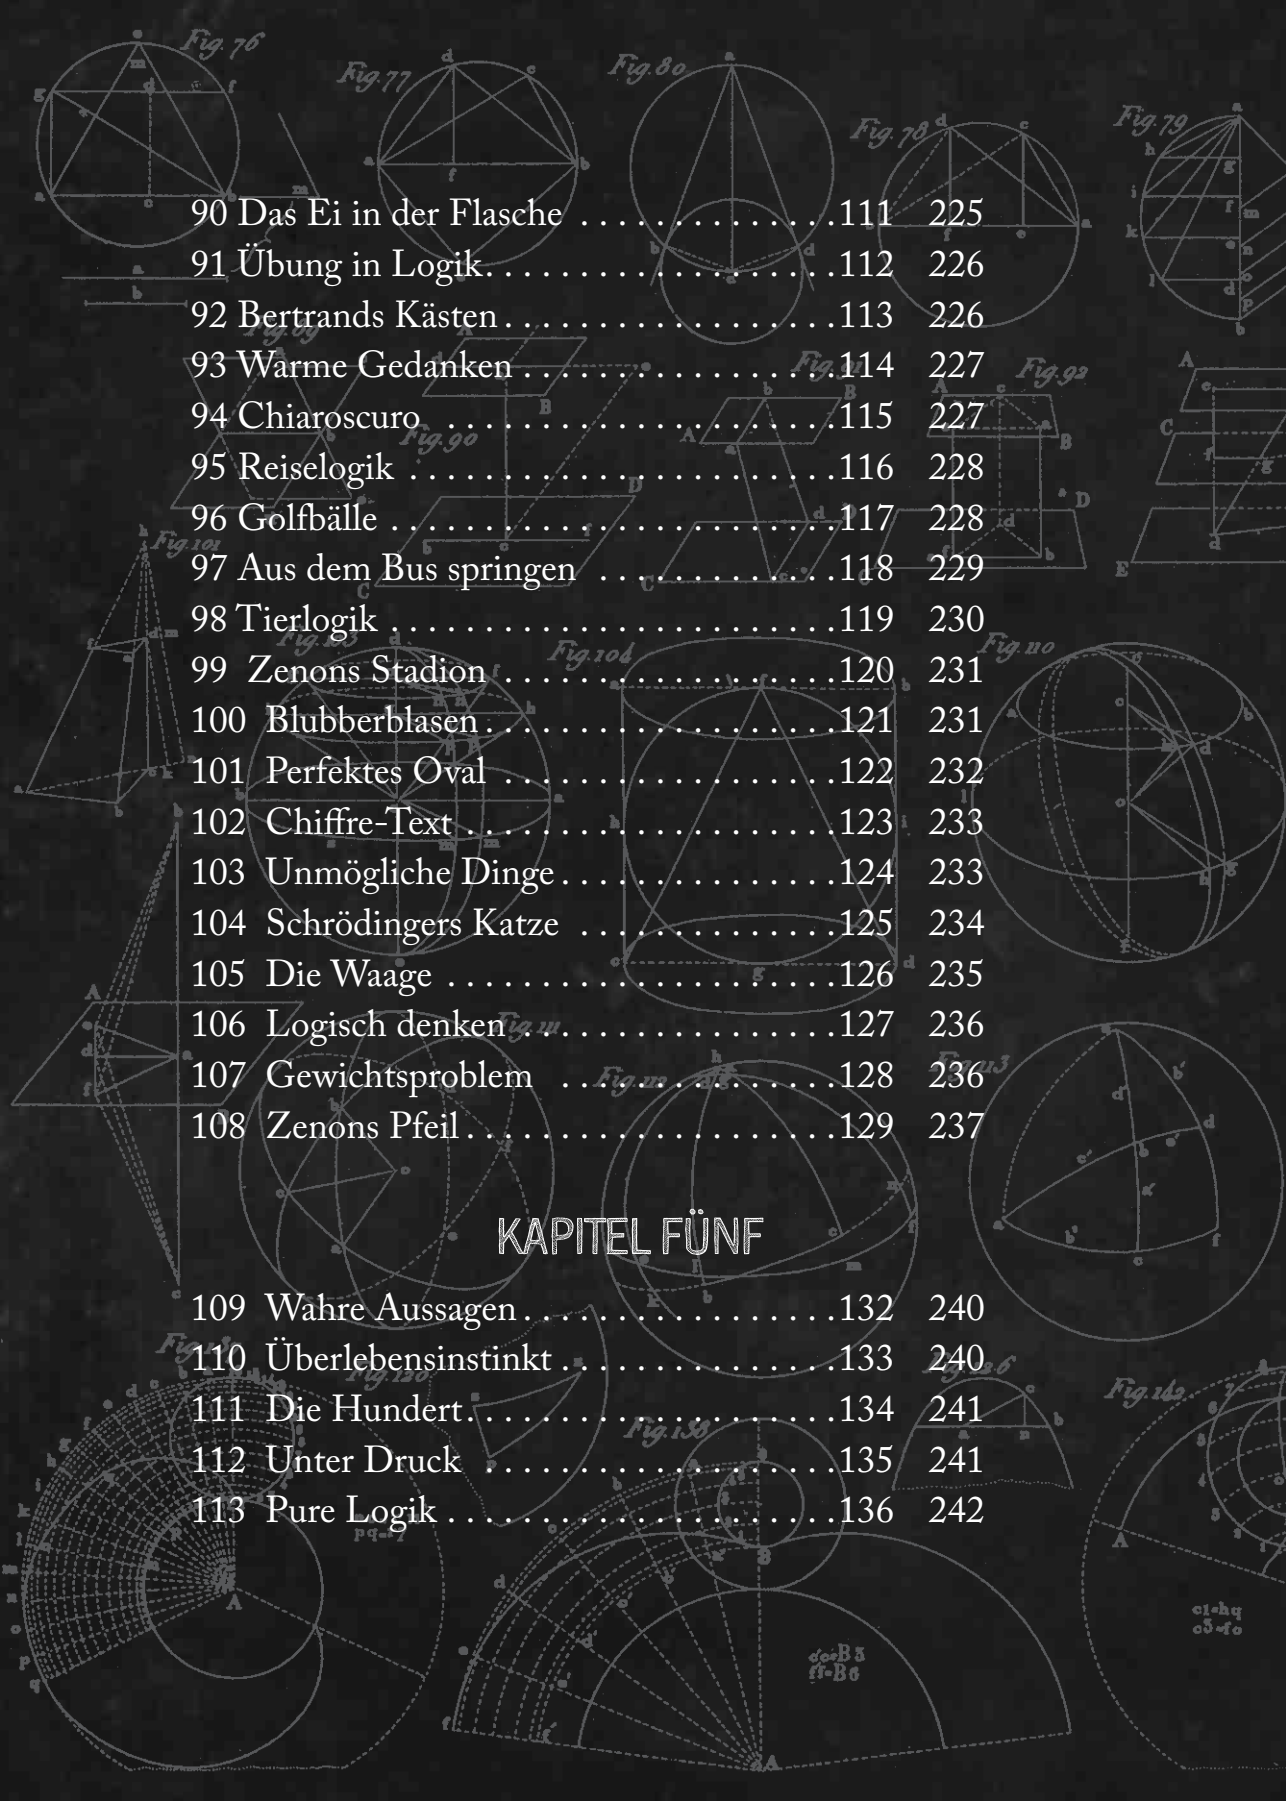 90 Das Ei in der Flasche . . . . . . . . . . . . . .111 225
91 Übung in Logik. . . . . . . . . . . . . . . . . . .112 226
92 Bertrands Kästen . . . . . . . . . . . . . . . . . .113 226
93 Warme Gedanken . . . . . . . . . . . . . . . . .114 227
94 Chiaroscuro . . . . . . . . . . . . . . . . . . . . .115 227
95 Reiselogik . . . . . . . . . . . . . . . . . . . . . . .116 228
96 Golfbälle . . . . . . . . . . . . . . . . . . . . . . . .117 228
97 Aus dem Bus springen . . . . . . . . . . . . .118 229
98 Tierlogik . . . . . . . . . . . . . . . . . . . . . . . .119 230
99 Zenons Stadion . . . . . . . . . . . . . . . . . .120 231
100 Blubberblasen . . . . . . . . . . . . . . . . . . .121 231
101 Perfektes Oval . . . . . . . . . . . . . . . . . .122 232
102 Chiffre-Text . . . . . . . . . . . . . . . . . . . .123 233
103 Unmögliche Dinge . . . . . . . . . . . . . . .124 233
104 Schrödingers Katze . . . . . . . . . . . . . .125 234
105 Die Waage . . . . . . . . . . . . . . . . . . . . .126 235
106 Logisch denken . . . . . . . . . . . . . . . . .127 236
107 Gewichtsproblem . . . . . . . . . . . . . . .128 236
108 Zenons Pfeil . . . . . . . . . . . . . . . . . . . .129 237
KAPITEL FÜNF
109 Wahre Aussagen . . . . . . . . . . . . . . . . .132 240
110 Überlebensinstinkt . . . . . . . . . . . . . . .133 240
111 Die Hundert. . . . . . . . . . . . . . . . . . . .134 241
112 Unter Druck . . . . . . . . . . . . . . . . . . .135 241
113 Pure Logik . . . . . . . . . . . . . . . . . . . . .136 242